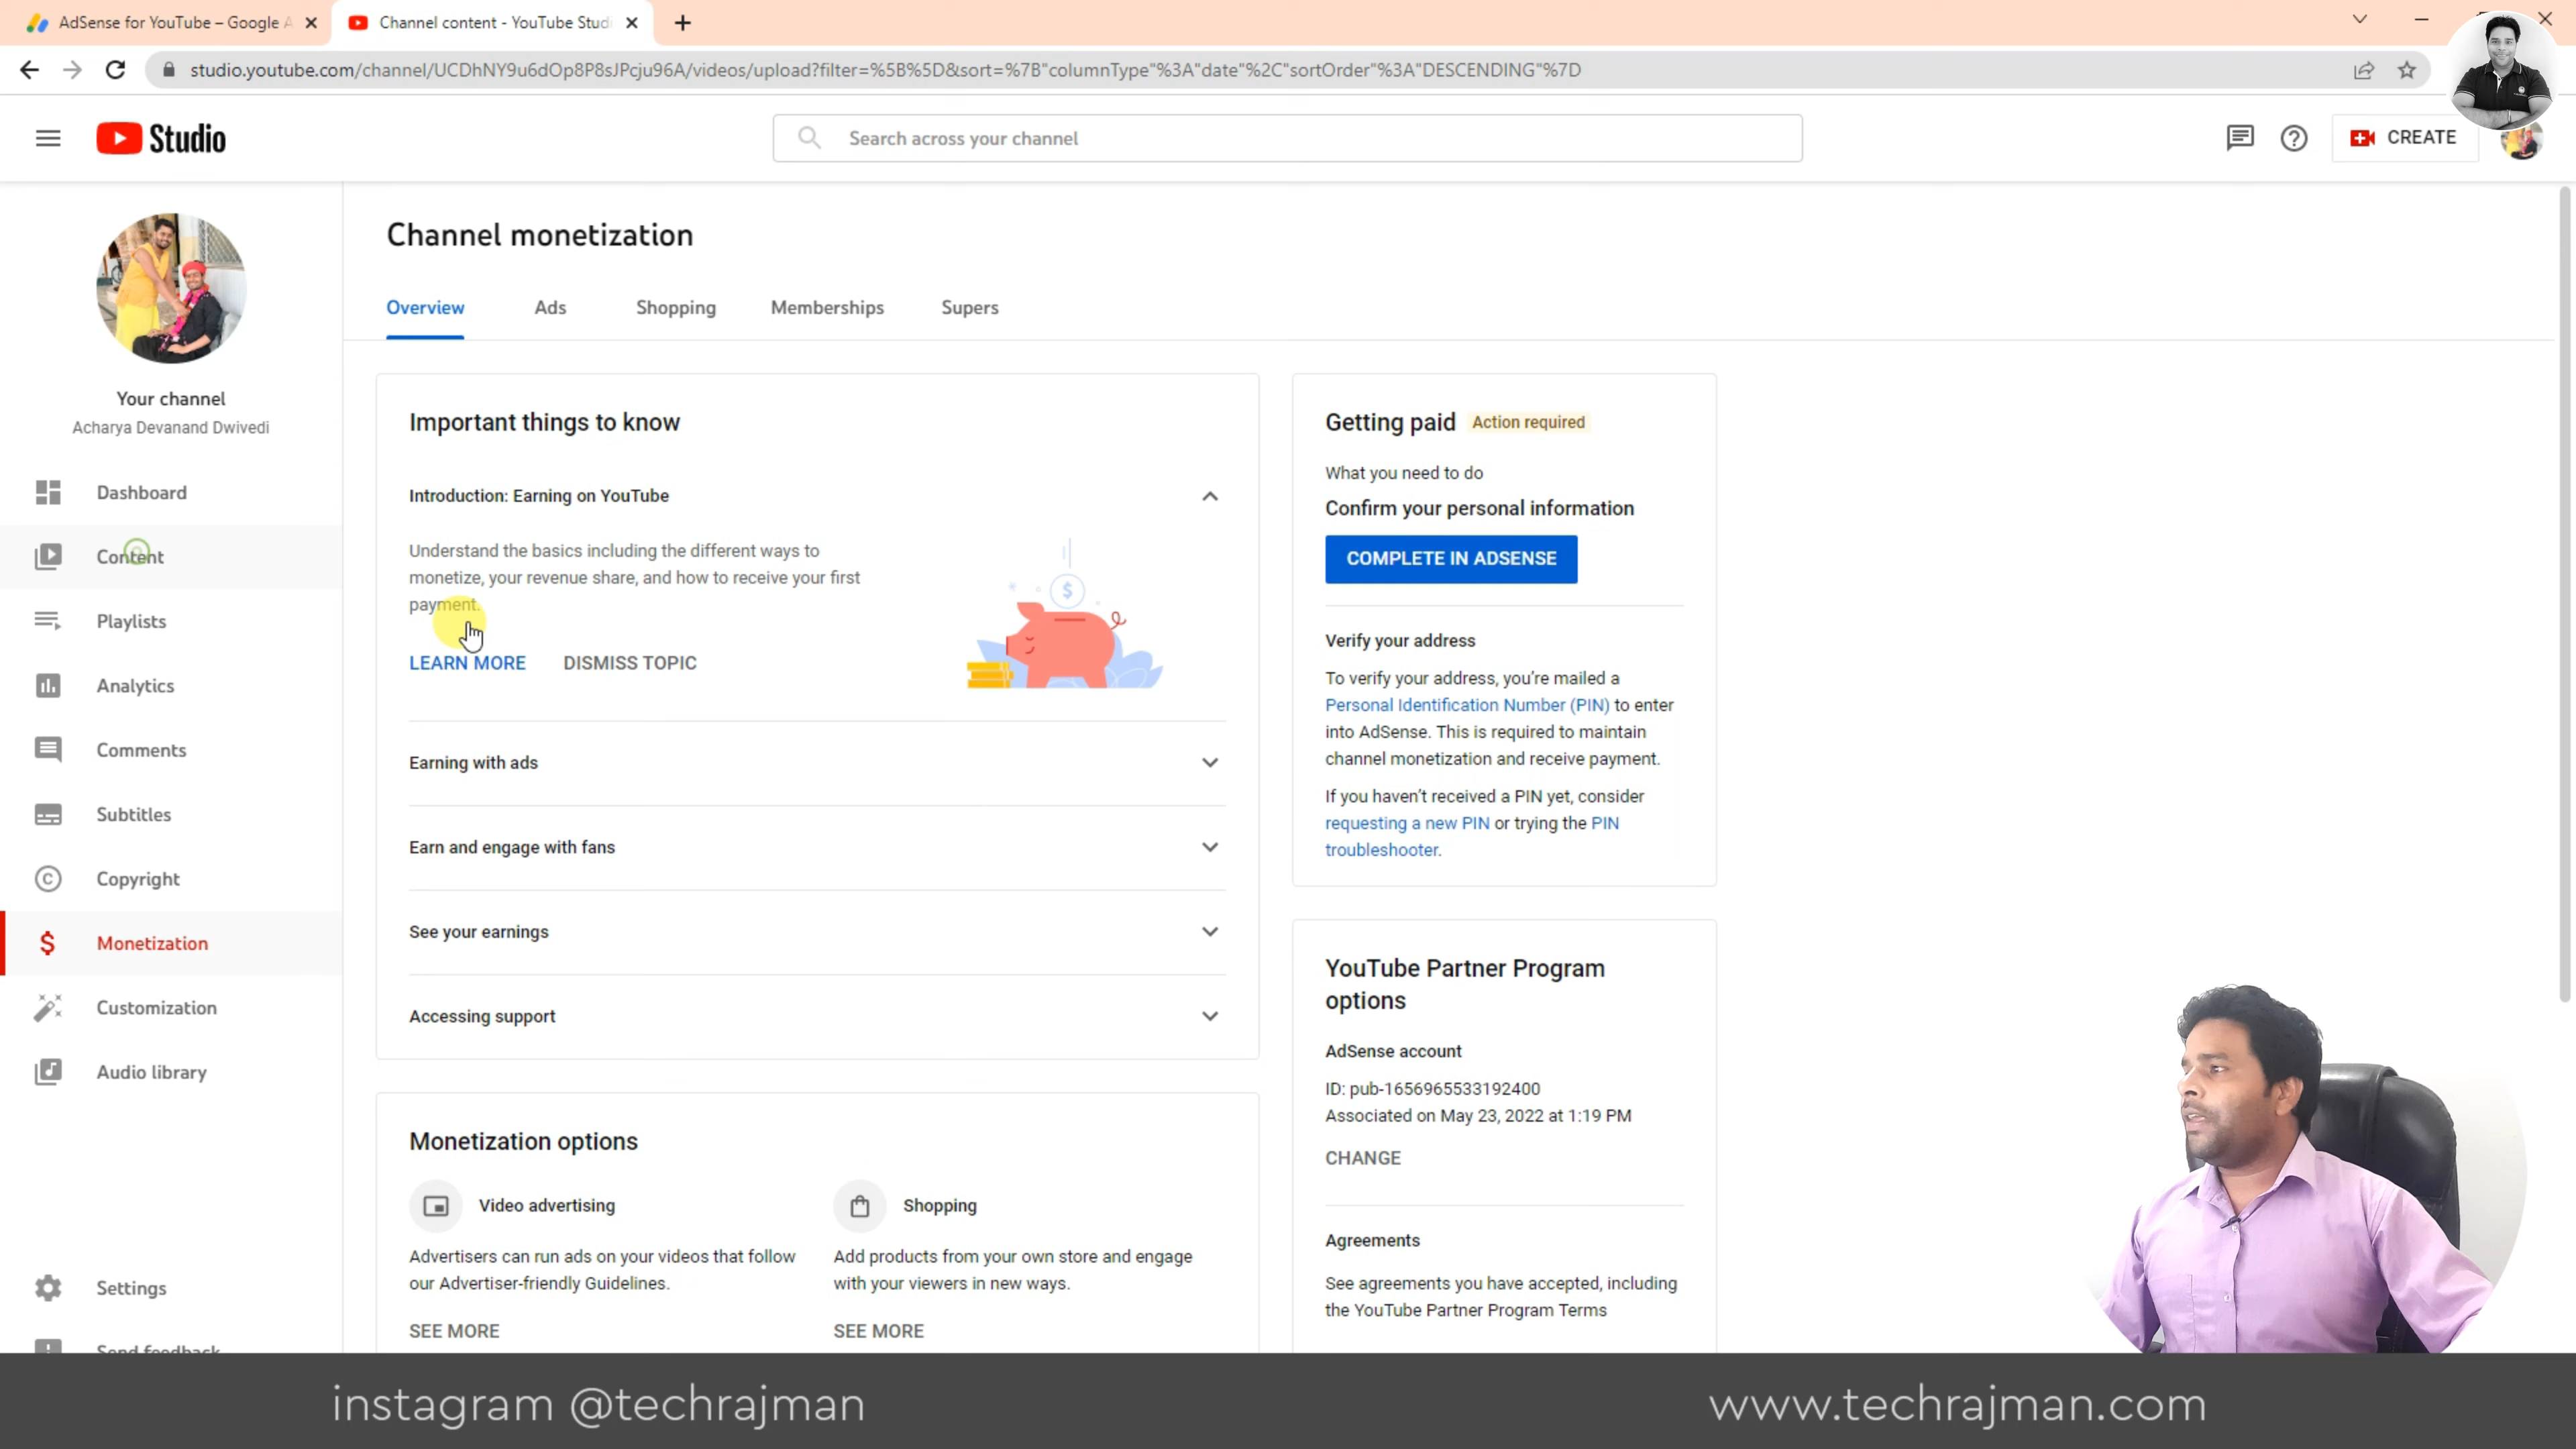 AdSense for YouTube – Google A
Channel content - YouTube Studi
studio.youtube.com/channel/UCDhNY9u6dOp8P8sJPcju96A/videos/upload?filter=%5B%5D&sort=%7B"columnType"%3A"date"%2C"sortOrder"%3A"DESCENDING"%7D
Studio
Search across your channel
CREATE
Your channel
Acharya Devanand Dwivedi
Dashboard
Content
Playlists
Analytics
Comments
Subtitles
Copyright
Monetization
Customization
Audio library
Settings
Send feedback
Channel monetization
Overview
Ads
Shopping
Memberships
Supers
Important things to know
Introduction: Earning on YouTube
Understand the basics including the different ways to
monetize, your revenue share, and how to receive your first
payment.
LEARN MORE
DISMISS TOPIC
Earning with ads
Earn and engage with fans
See your earnings
Accessing support
Monetization options
Video advertising
Advertisers can run ads on your videos that follow
our Advertiser-friendly Guidelines.
SEE MORE
Shopping
Add products from your own store and engage
with your viewers in new ways.
SEE MORE
Getting paid Action required
What you need to do
Confirm your personal information
COMPLETE IN ADSENSE
Verify your address
To verify your address, you're mailed a
Personal Identification Number (PIN) to enter
into AdSense. This is required to maintain
channel monetization and receive payment.
If you haven't received a PIN yet, consider
requesting a new PIN or trying the PIN
troubleshooter.
YouTube Partner Program
options
AdSense account
ID: pub-1656965533192400
Associated on May 23, 2022 at 1:19 PM
CHANGE
Agreements
See agreements you have accepted, including
the YouTube Partner Program Terms
instagram @techrajman
www.techrajman.com